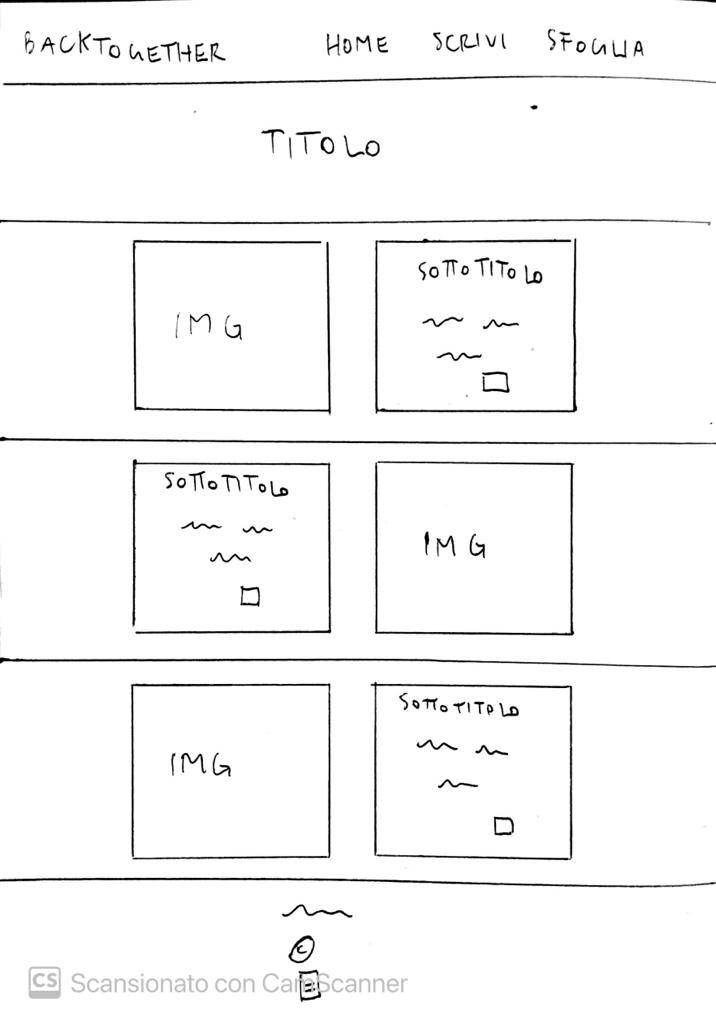 BACKTOGETHER HOME SCRIVI SFOGLIA
TITOLO
IMG
SOTTOTITOLO
SOTTOTITOLO
IMG
IMG
SOTTOTITOLO
©
CS Scansionato con CamScanner